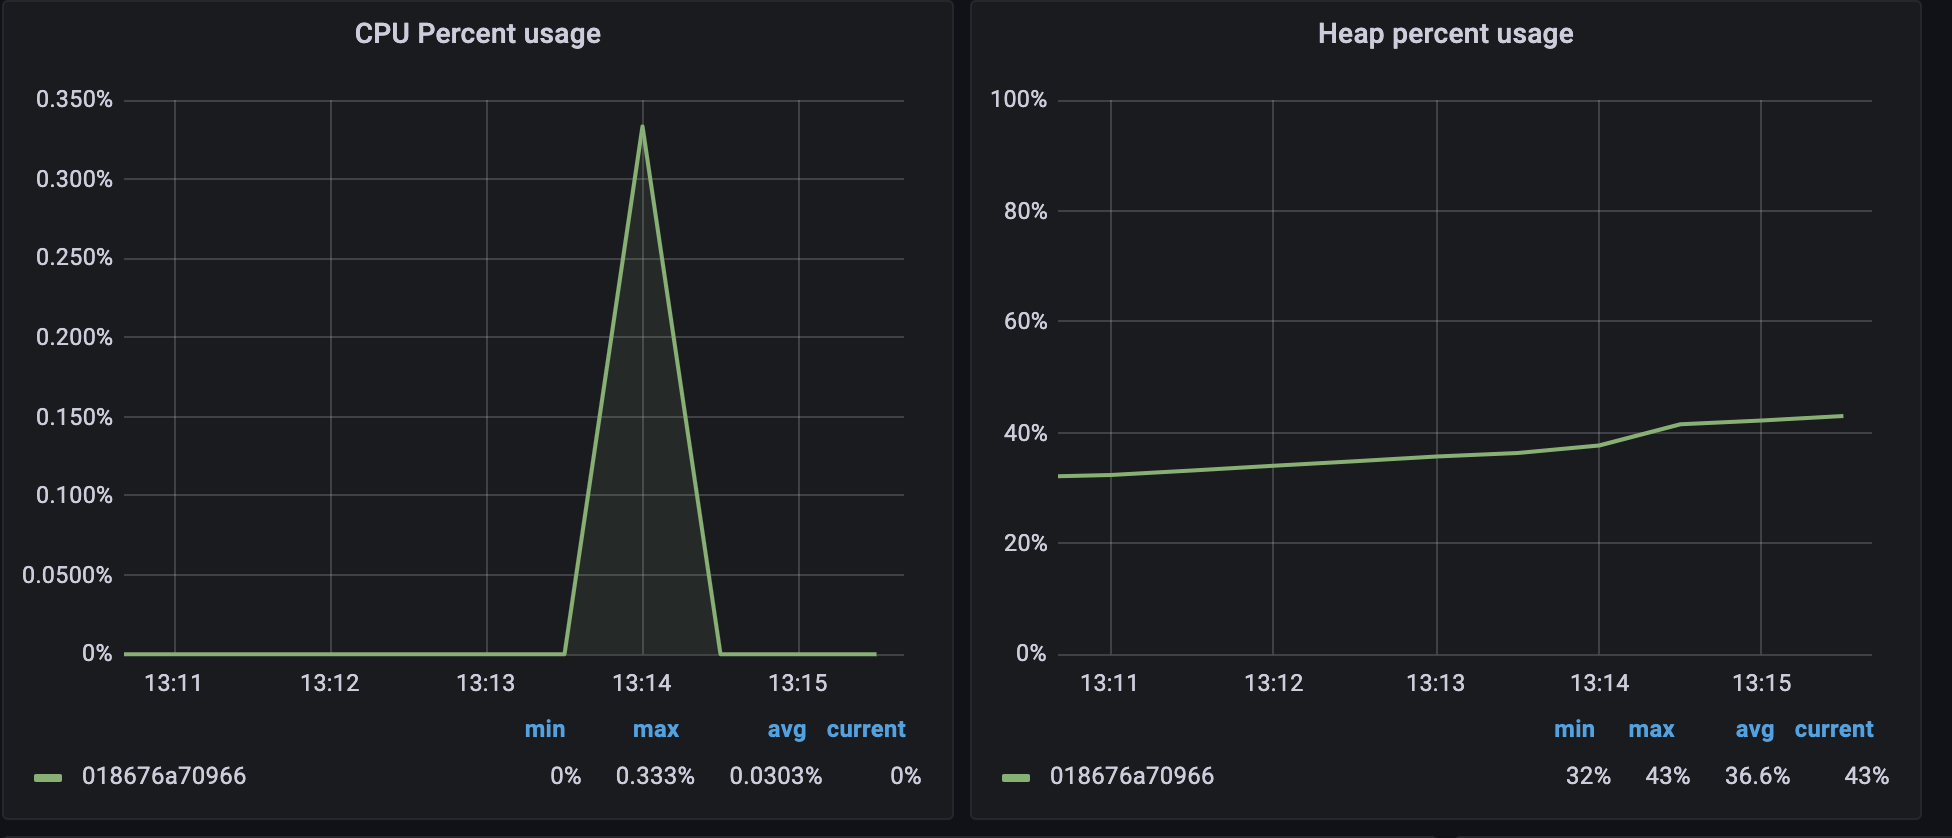 CPU Percent usage
0.350%
0.300%
0.250%
0.200%
0.150%
0.100%
0.0500%
0%
13:11 13:12 13:13 13:14 13:15
min max avg current
018676a70966 0% 0.333% 0.0303% 0%
Heap percent usage
100%
80%
60%
40%
20%
0%
13:11 13:12 13:13 13:14 13:15
min max avg current
018676a70966 32% 43% 36.6% 43%